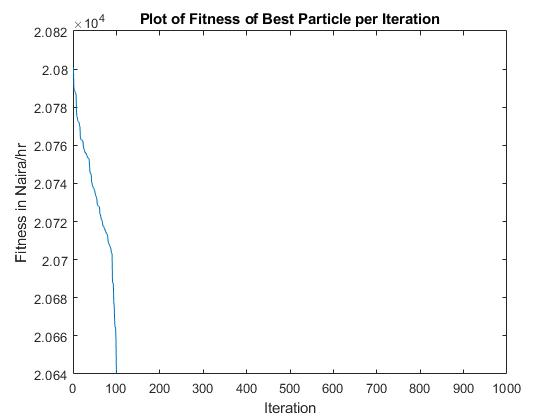 Plot of Fitness of Best Particle per Iteration
×10⁴
2.082
2.08
2.078
2.076
2.074
2.072
2.07
2.068
2.066
2.064
Fitness in Naira/hr
0 100 200 300 400 500 600 700 800 900 1000
Iteration